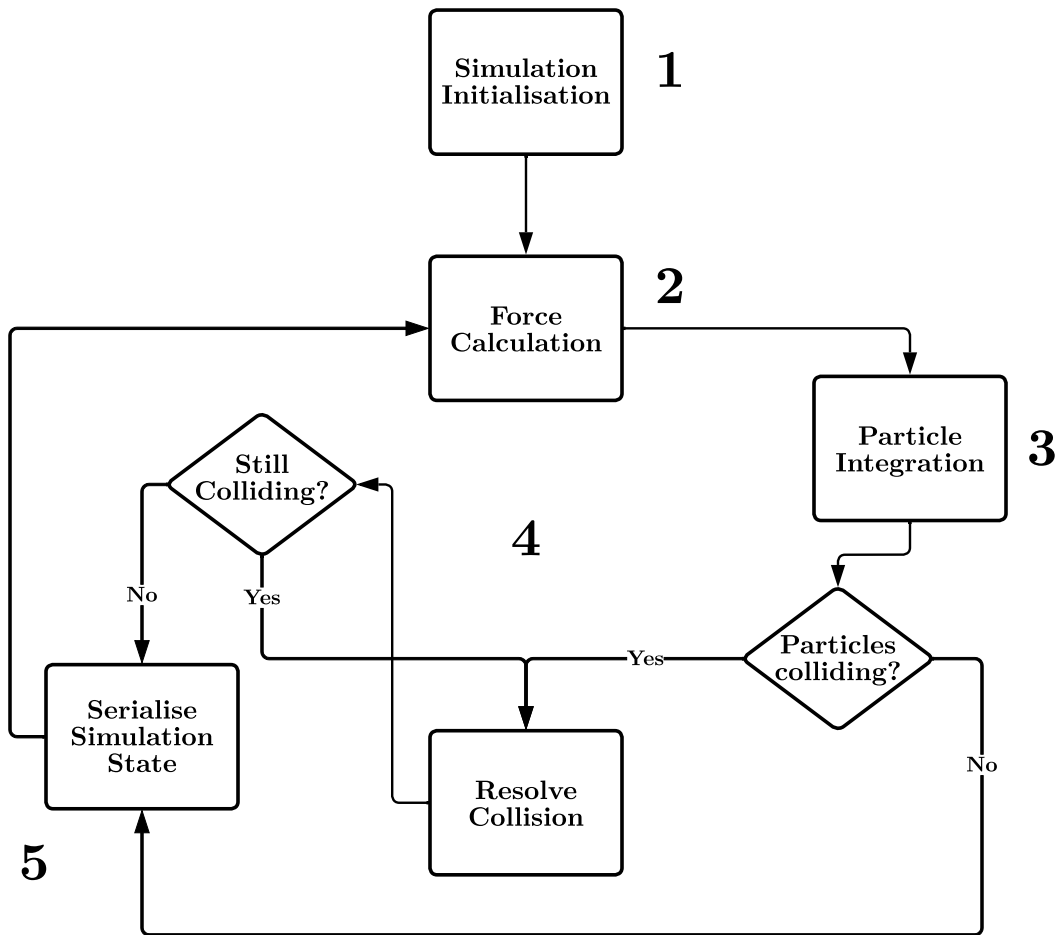 Simulation
Initialisation
1
Force
Calculation
2
Particle
Integration
3
Still
Colliding?
4
No
Yes
Particles
colliding?
Yes
No
Serialise
Simulation
State
Resolve
Collision
5